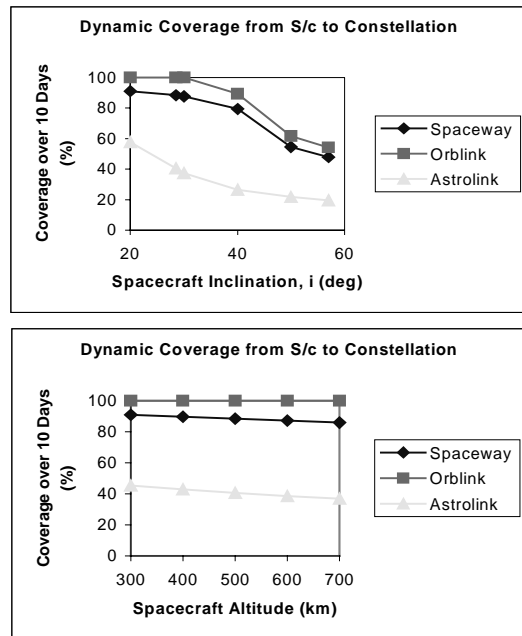 Dynamic Coverage from S/c to Constellation
Coverage over 10 Days
(%)
100
80
60
40
20
0
20
40
60
Spacecraft Inclination, i (deg)
Spaceway
Orblink
Astrolink
Dynamic Coverage from S/c to Constellation
Coverage over 10 Days
(%)
100
80
60
40
20
0
300
400
500
600
700
Spacecraft Altitude (km)
Spaceway
Orblink
Astrolink